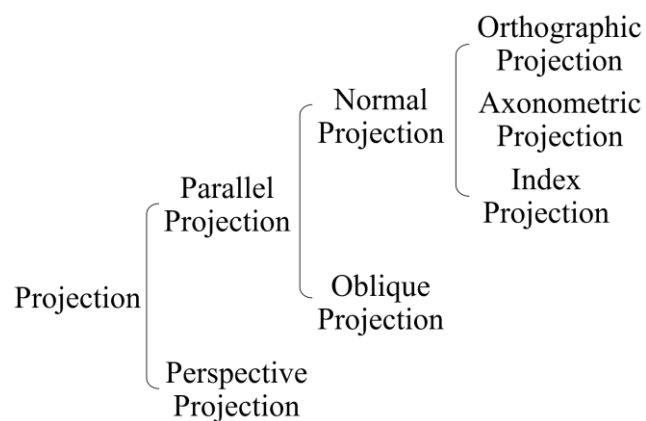 Orthographic
Projection
Normal
Projection
Axonometric
Projection
Parallel
Projection
Index
Projection
Projection
Oblique
Projection
Perspective
Projection